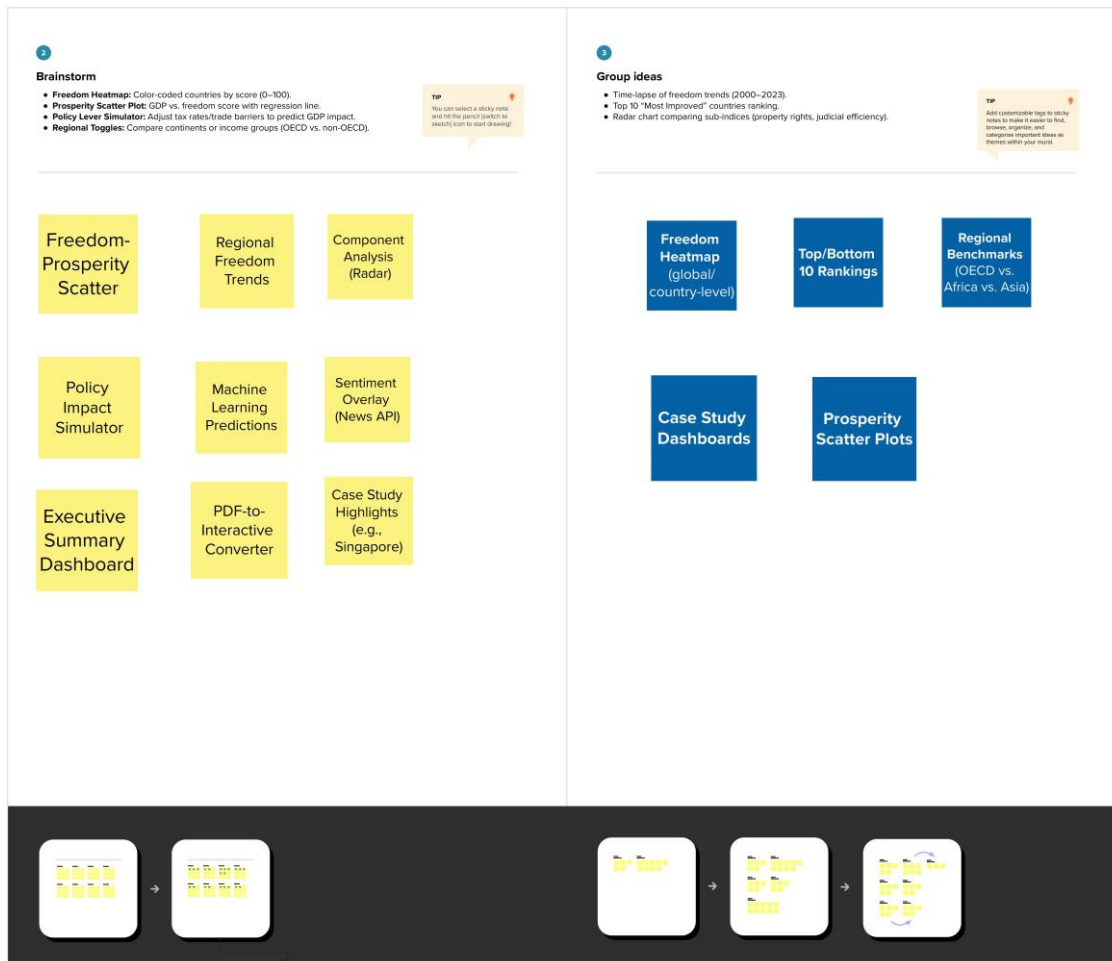 2
Brainstorm
● Freedom Heatmap: Color-coded countries by score (0–100).
● Prosperity Scatter Plot: GDP vs. freedom score with regression line.
● Policy Lever Simulator: Adjust tax rates/trade barriers to predict GDP impact.
● Regional Toggles: Compare continents or income groups (OECD vs. non-OECD).
TIP
You can select a sticky note
and hit the pencil [switch to
sketch] icon to start drawing!
Freedom-
Prosperity
Scatter
Regional
Freedom
Trends
Component
Analysis
(Radar)
Policy
Impact
Simulator
Machine
Learning
Predictions
Sentiment
Overlay
(News API)
Executive
Summary
Dashboard
PDF-to-
Interactive
Converter
Case Study
Highlights
(e.g.,
Singapore)
3
Group ideas
● Time-lapse of freedom trends (2000–2023).
● Top 10 “Most Improved” countries ranking.
● Radar chart comparing sub-indices (property rights, judicial efficiency).
TIP
Add customizable tags to sticky
notes to make it easier to find,
browse, organize, and
categorize important ideas as
themes within your mural.
Freedom
Heatmap
(global/
country-level)
Top/Bottom
10 Rankings
Regional
Benchmarks
(OECD vs.
Africa vs. Asia)
Case Study
Dashboards
Prosperity
Scatter Plots